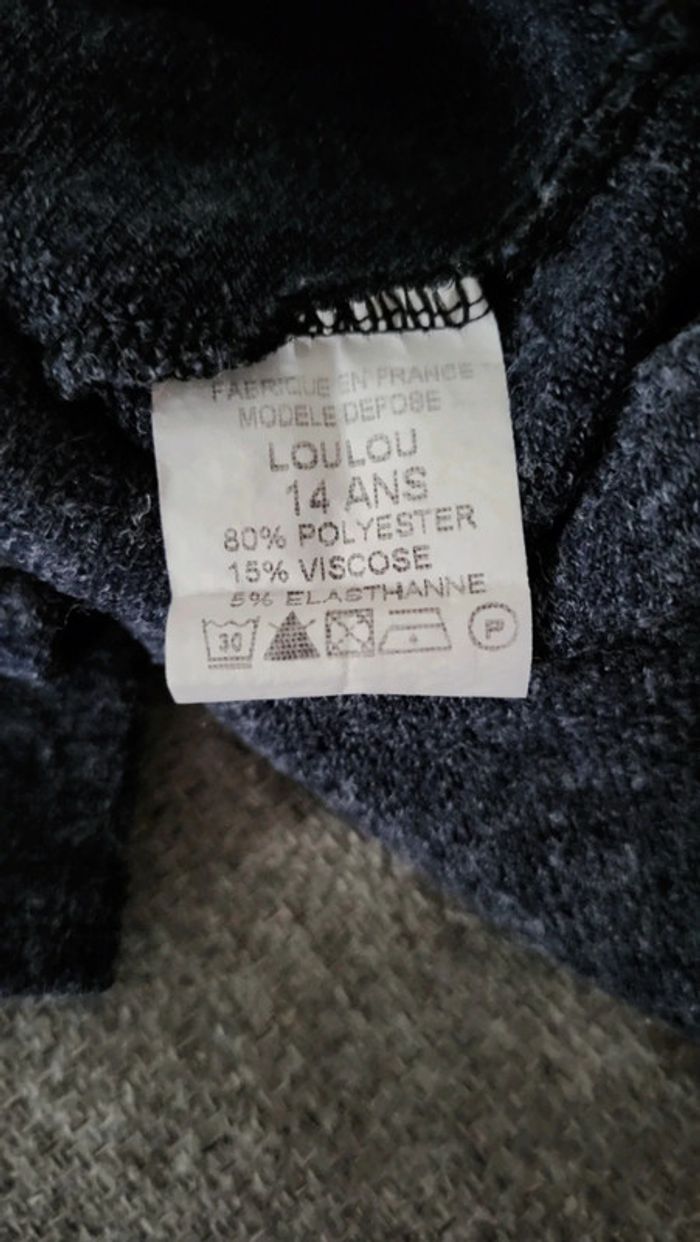 FABRIQUE EN FRANCE
MODELE DEPOSE
LOULOU
14 ANS
80% POLYESTER
15% VISCOSE
5% ELASTHANNE
30 P